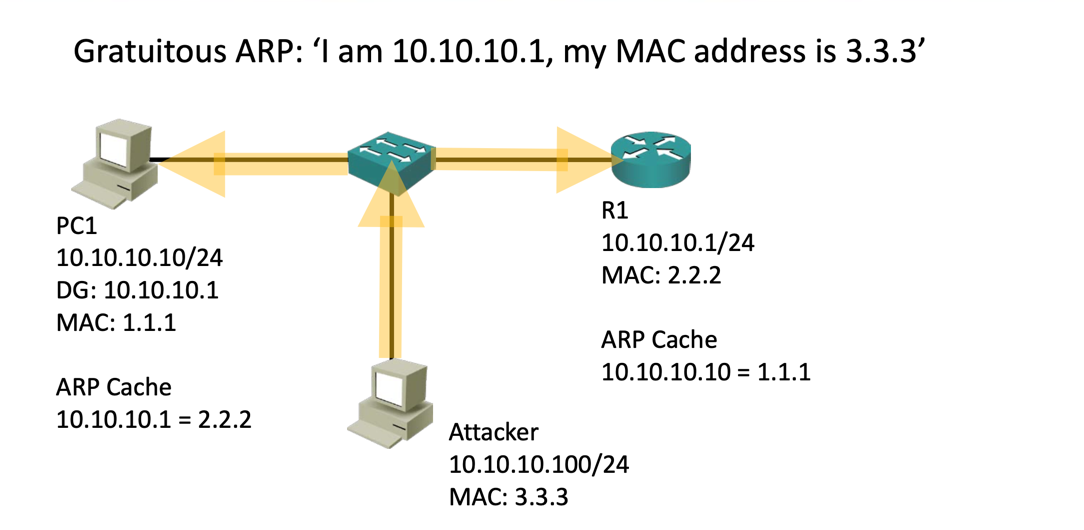 Gratuitous ARP: ‘I am 10.10.10.1, my MAC address is 3.3.3’
PC1
10.10.10.10/24
DG: 10.10.10.1
MAC: 1.1.1
ARP Cache
10.10.10.1 = 2.2.2
R1
10.10.10.1/24
MAC: 2.2.2
ARP Cache
10.10.10.10 = 1.1.1
Attacker
10.10.10.100/24
MAC: 3.3.3